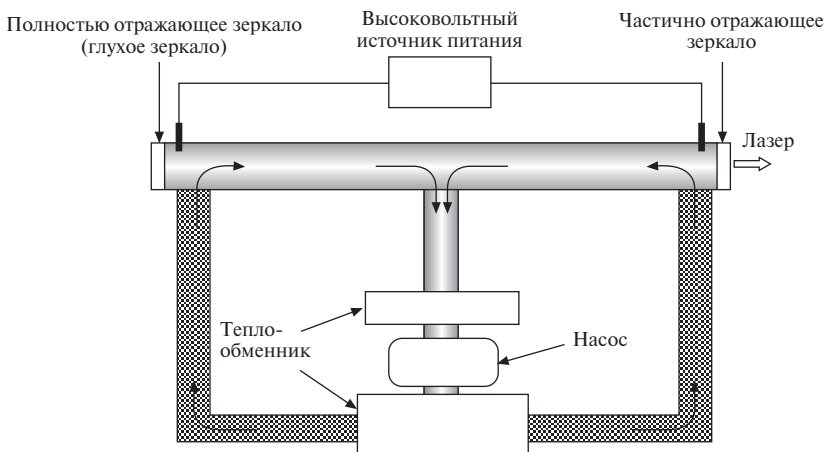 Полностью отражающее зеркало
(глухое зеркало)
Высоковольтный
источник питания
Частично отражающее
зеркало
Лазер
Тепло-
обменник
Насос